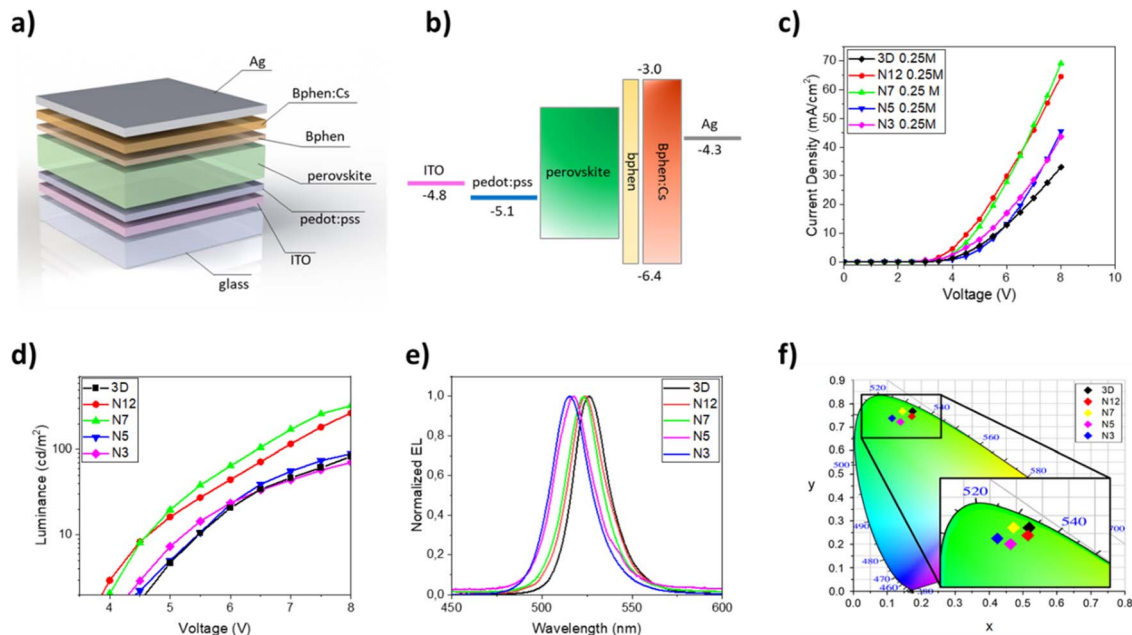 a)
Ag
Bphen:Cs
Bphen
perovskite
pedot:pss
ITO
glass
b)
-3.0
Ag
-4.3
ITO
-4.8
pedot:pss
-5.1
perovskite
bphen
Bphen:Cs
-6.4
c)
70
60
50
40
30
20
10
0
0 2 4 6 8 10
Current Density (mA/cm²)
Voltage (V)
3D 0.25M
N12 0.25M
N7 0.25 M
N5 0.25M
N3 0.25M
d)
100
10
4 5 6 7 8
Luminance (cd/m²)
Voltage (V)
3D
N12
N7
N5
N3
e)
1,0
0,8
0,6
0,4
0,2
0,0
450 500 550 600
Normalized EL
Wavelength (nm)
3D
N12
N7
N5
N3
f)
0.9
0.8
0.7
0.6
0.5
0.4
0.3
0.2
0.1
0.0
0.0 0.1 0.2 0.3 0.4 0.5 0.6 0.7 0.8
y
x
520
540
560
580
500
490
480
470
460
700
3D
N12
N7
N5
N3
520
540